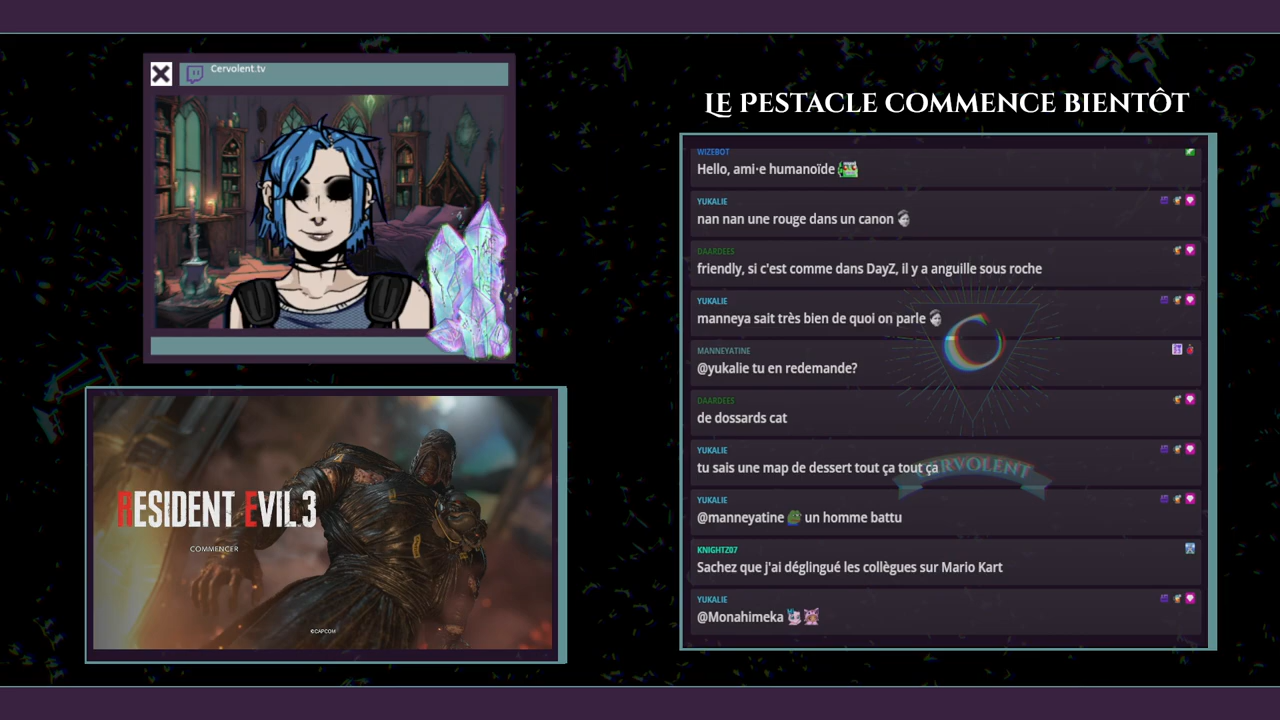 Cervolent.tv
LE PESTACLE COMMENCE BIENTÔT
WIZEBOT
Hello, ami·e humanoïde
YUKALIE
nan nan une rouge dans un canon
DAARDEES
friendly, si c'est comme dans DayZ, il y a anguille sous roche
YUKALIE
manneya sait très bien de quoi on parle
MANNEYATINE
@yukalie tu en redemande?
DAARDEES
de dossards cat
YUKALIE
tu sais une map de dessert tout ça tout ça
YUKALIE
@manneyatine un homme battu
KNIGHTZ07
Sachez que j'ai déglingué les collègues sur Mario Kart
YUKALIE
@Monahimeka
CERVOLENT
RESIDENT EVIL 3
COMMENCER
©CAPCOM